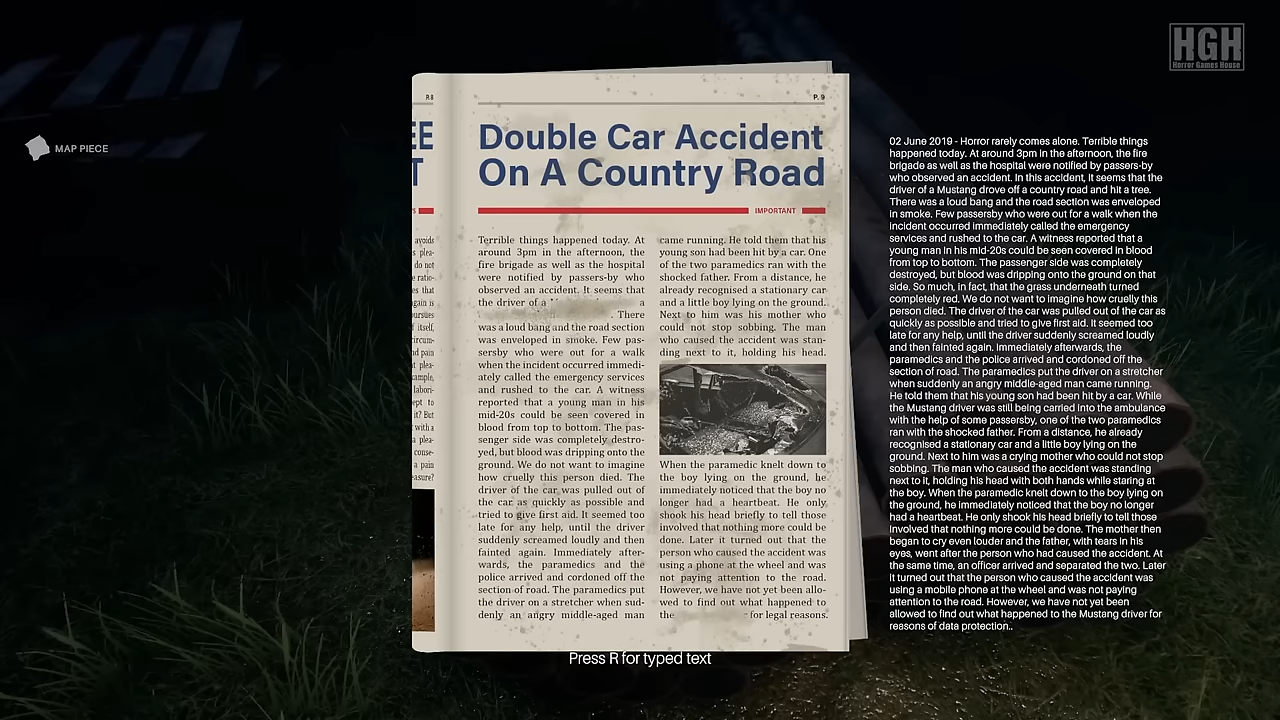 HGH
Horror Games House
MAP PIECE
P. 8
EE
T
avoids
plea-
do not
ratio-
es that
again is
pursues
itself,
circum-
nd pain
t plea-
xample,
labori-
ept to
it? But
with a
a plea-
conse-
a pain
easure?
P. 9
Double Car Accident
On A Country Road
IMPORTANT
Terrible things happened today. At
around 3pm in the afternoon, the
fire brigade as well as the hospital
were notified by passers-by who
observed an accident. It seems that
the driver of a a
. There
was a loud bang and the road section
was enveloped in smoke. Few pas-
sersby who were out for a walk
when the incident occurred immedi-
ately called the emergency services
and rushed to the car. A witness
reported that a young man in his
mid-20s could be seen covered in
blood from top to bottom. The pas-
senger side was completely destro-
yed, but blood was dripping onto the
ground. We do not want to imagine
how cruelly this person died. The
driver of the car was pulled out of
the car as quickly as possible and
tried to give first aid. It seemed too
late for any help, until the driver
suddenly screamed loudly and then
fainted again. Immediately after-
wards, the paramedics and the
police arrived and cordoned off the
section of road. The paramedics put
the driver on a stretcher when sud-
denly an angry middle-aged man
came running. He told them that his
young son had been hit by a car. One
of the two paramedics ran with the
shocked father. From a distance, he
already recognised a stationary car
and a little boy lying on the ground.
Next to him was his mother who
could not stop sobbing. The man
who caused the accident was stan-
ding next to it, holding his head.
When the paramedic knelt down to
the boy lying on the ground, he
immediately noticed that the boy no
longer had a heartbeat. He only
shook his head briefly to tell those
involved that nothing more could be
done. Later it turned out that the
person who caused the accident was
using a phone at the wheel and was
not paying attention to the road.
However, we have not yet been allo-
wed to find out what happened to
the for legal reasons.
02 June 2019 - Horror rarely comes alone. Terrible things
happened today. At around 3pm in the afternoon, the fire
brigade as well as the hospital were notified by passers-by
who observed an accident. In this accident, it seems that the
driver of a Mustang drove off a country road and hit a tree.
There was a loud bang and the road section was enveloped
in smoke. Few passersby who were out for a walk when the
incident occurred immediately called the emergency
services and rushed to the car. A witness reported that a
young man in his mid-20s could be seen covered in blood
from top to bottom. The passenger side was completely
destroyed, but blood was dripping onto the ground on that
side. So much, in fact, that the grass underneath turned
completely red. We do not want to imagine how cruelly this
person died. The driver of the car was pulled out of the car as
quickly as possible and tried to give first aid. It seemed too
late for any help, until the driver suddenly screamed loudly
and then fainted again. Immediately afterwards, the
paramedics and the police arrived and cordoned off the
section of road. The paramedics put the driver on a stretcher
when suddenly an angry middle-aged man came running.
He told them that his young son had been hit by a car. While
the Mustang driver was still being carried into the ambulance
with the help of some passersby, one of the two paramedics
ran with the shocked father. From a distance, he already
recognised a stationary car and a little boy lying on the
ground. Next to him was a crying mother who could not stop
sobbing. The man who caused the accident was standing
next to it, holding his head with both hands while staring at
the boy. When the paramedic knelt down to the boy lying on
the ground, he immediately noticed that the boy no longer
had a heartbeat. He only shook his head briefly to tell those
involved that nothing more could be done. The mother then
began to cry even louder and the father, with tears in his
eyes, went after the person who had caused the accident. At
the same time, an officer arrived and separated the two. Later
it turned out that the person who caused the accident was
using a mobile phone at the wheel and was not paying
attention to the road. However, we have not yet been
allowed to find out what happened to the Mustang driver for
reasons of data protection..
Press R for typed text